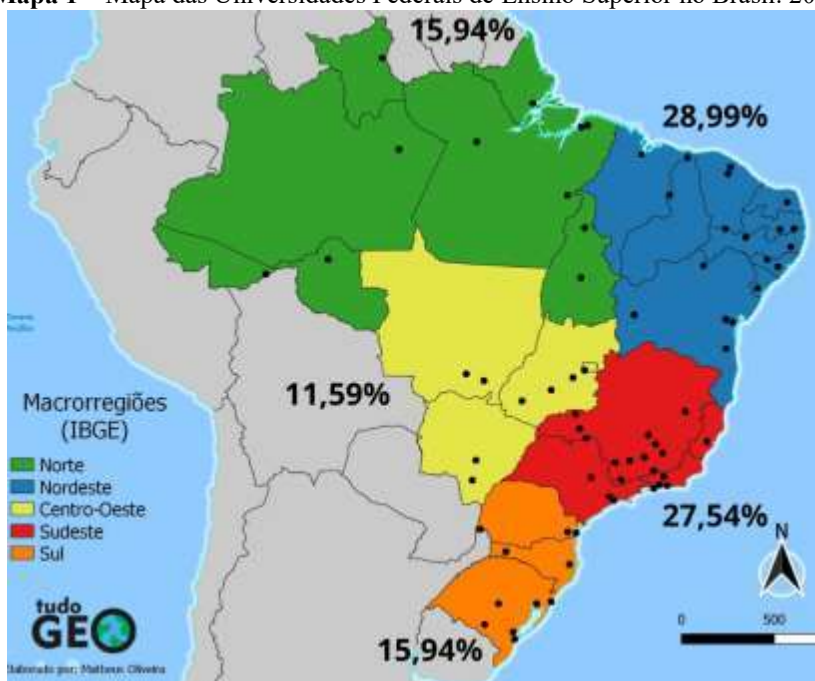 Mapa 1 – Mapa das Universidades Federais de Ensino Superior no Brasil. 20
15,94%
28,99%
11,59%
Macrorregiões
(IBGE)
Norte
Nordeste
Centro-Oeste
Sudeste
Sul
27,54%
N
0 500
tudo
GEO
15,94%
Elaborado por: Matheus Oliveira